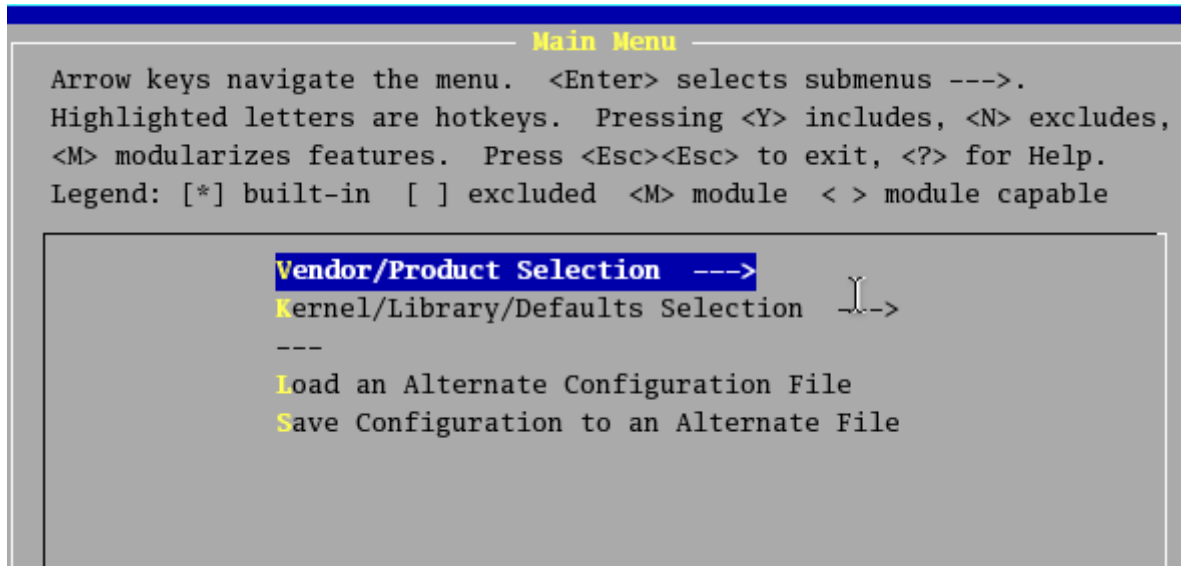 Main Menu
Arrow keys navigate the menu.  <Enter> selects submenus --->.
Highlighted letters are hotkeys.  Pressing <Y> includes, <N> excludes,
<M> modularizes features.  Press <Esc><Esc> to exit, <?> for Help.
Legend: [*] built-in  [ ] excluded  <M> module  < > module capable
Vendor/Product Selection  --->
Kernel/Library/Defaults Selection  --->
---
Load an Alternate Configuration File
Save Configuration to an Alternate File